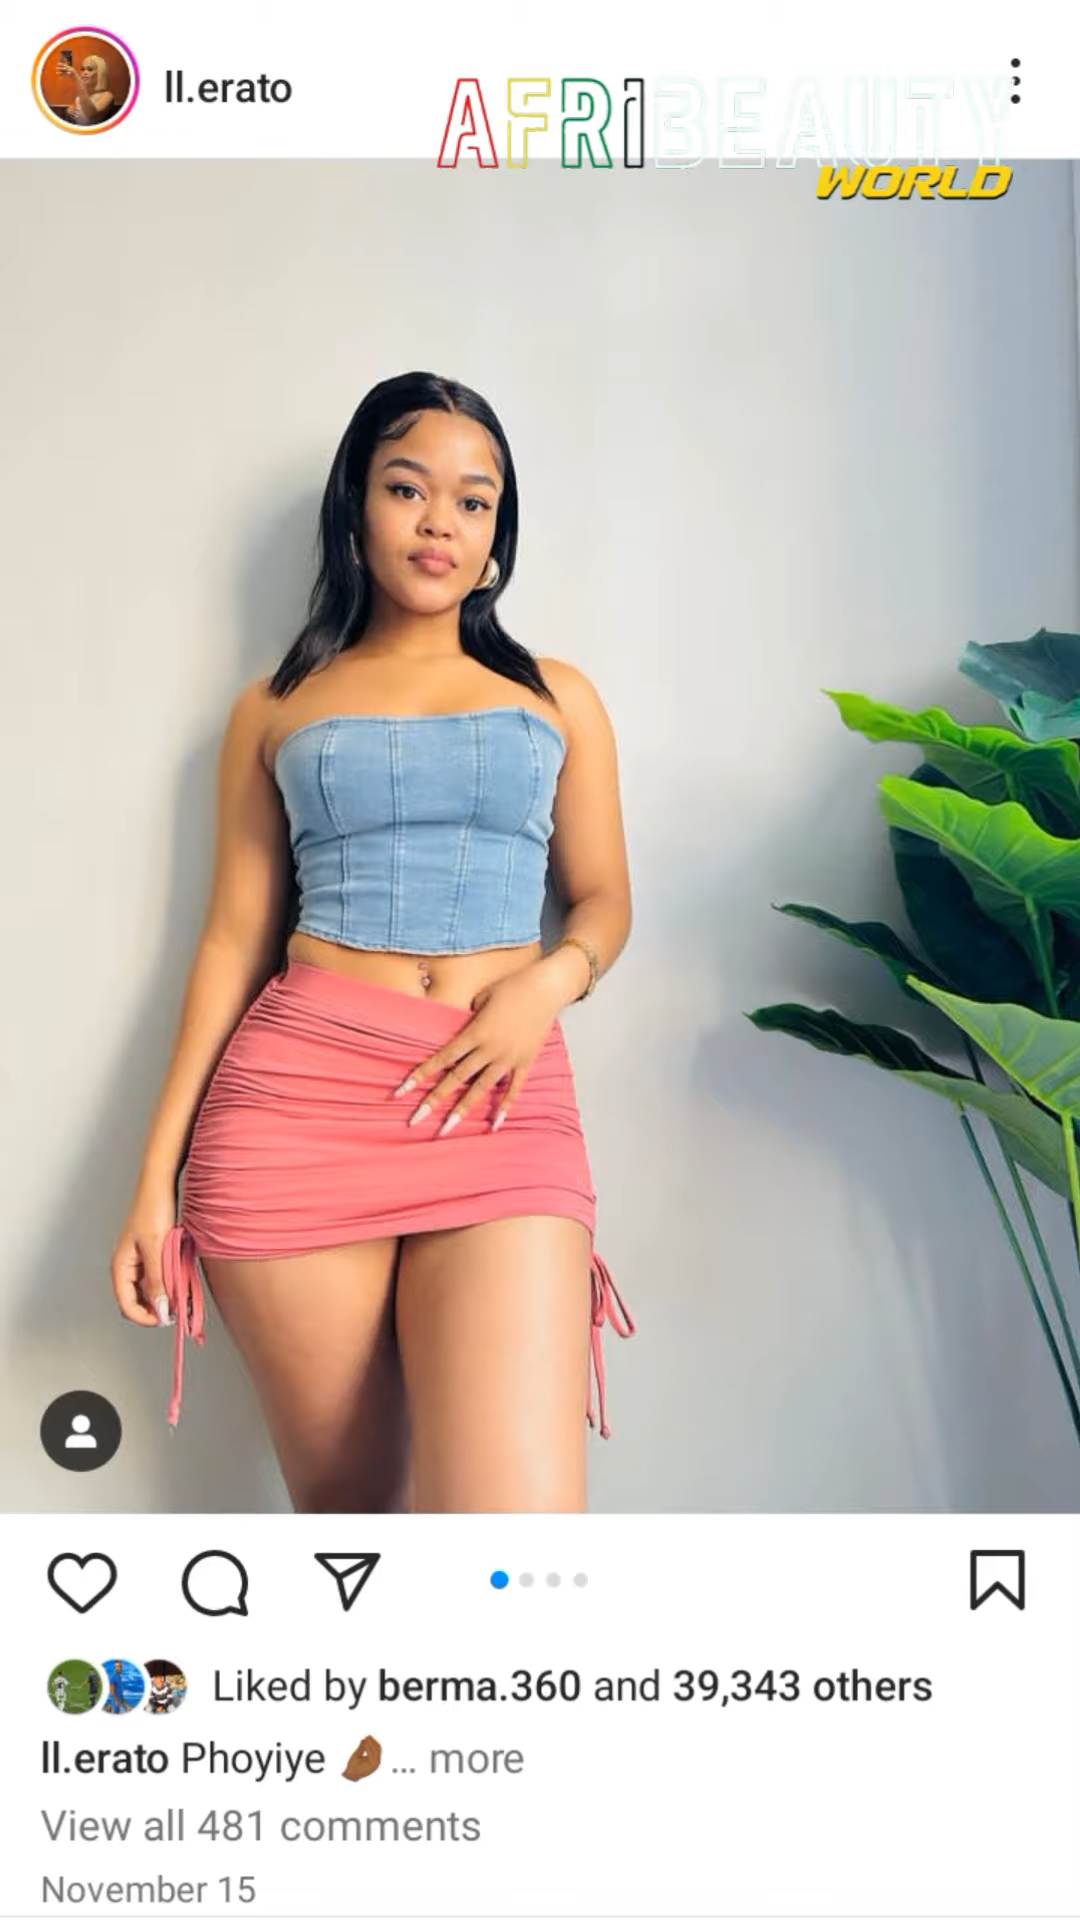 ll.erato
AFRIBEAUTY
WORLD
Liked by berma.360 and 39,343 others
ll.erato Phoyiye 🤌🏾... more
View all 481 comments
November 15